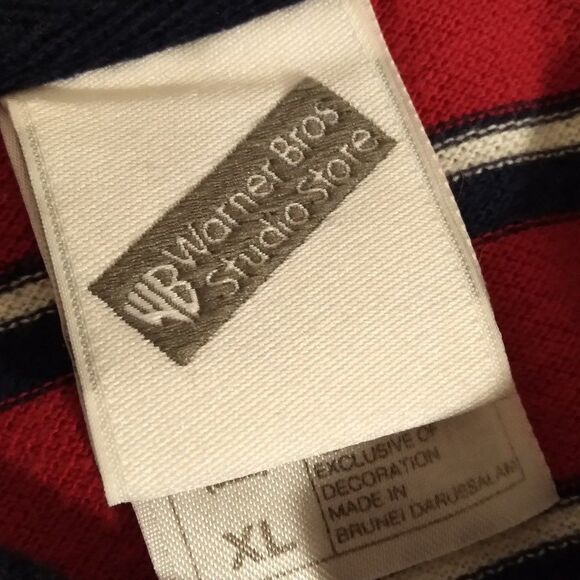 WB Warner Bros
Studio Store
XL
EXCLUSIVE OF
DECORATION
MADE IN
BRUNEI DARUSSALAM